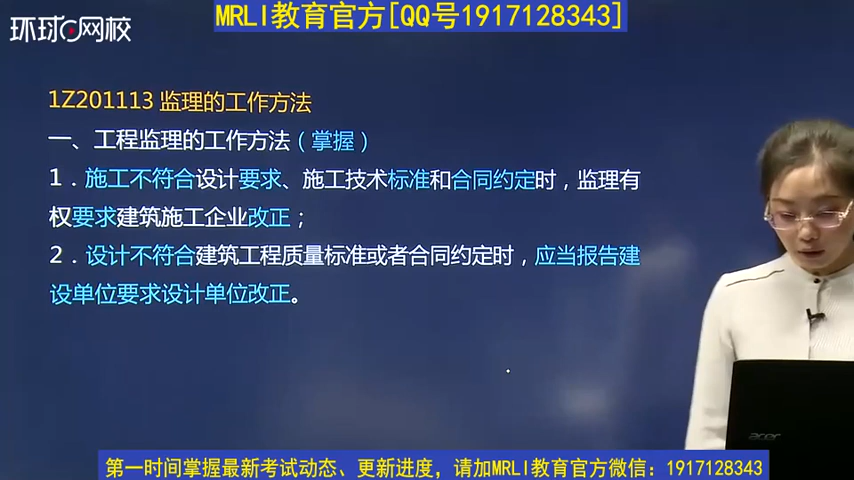 MRLI教育官方[QQ号1917128343]
环球网校
1Z201113 监理的工作方法
一、工程监理的工作方法（掌握）
1．施工不符合设计要求、施工技术标准和合同约定时，监理有
权要求建筑施工企业改正；
2．设计不符合建筑工程质量标准或者合同约定时，应当报告建
设单位要求设计单位改正。
acer
第一时间掌握最新考试动态、更新进度，请加MRLI教育官方微信：1917128343